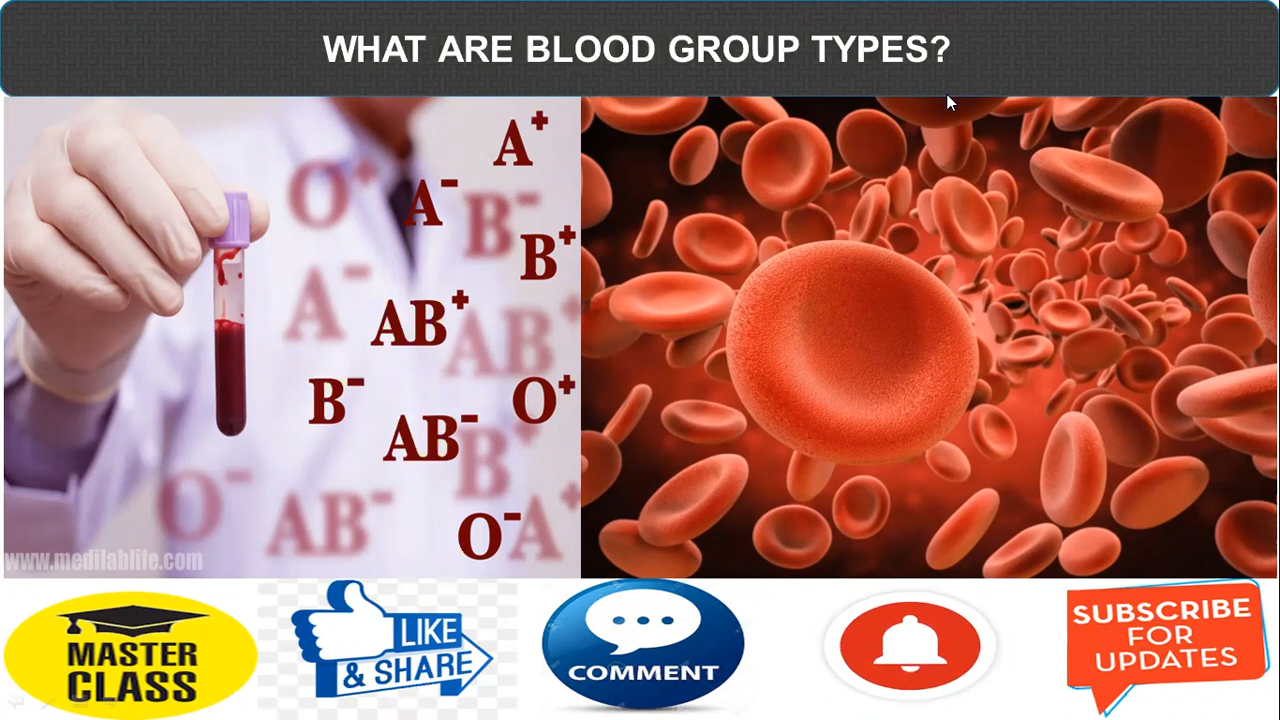 WHAT ARE BLOOD GROUP TYPES?
A+
O+
A-
B-
B+
A-
AB+
AB
B-
O+
AB-
B
O-
AB-
O-
A+
www.medilablife.com
MASTER
CLASS
LIKE
& SHARE
COMMENT
SUBSCRIBE
FOR
UPDATES